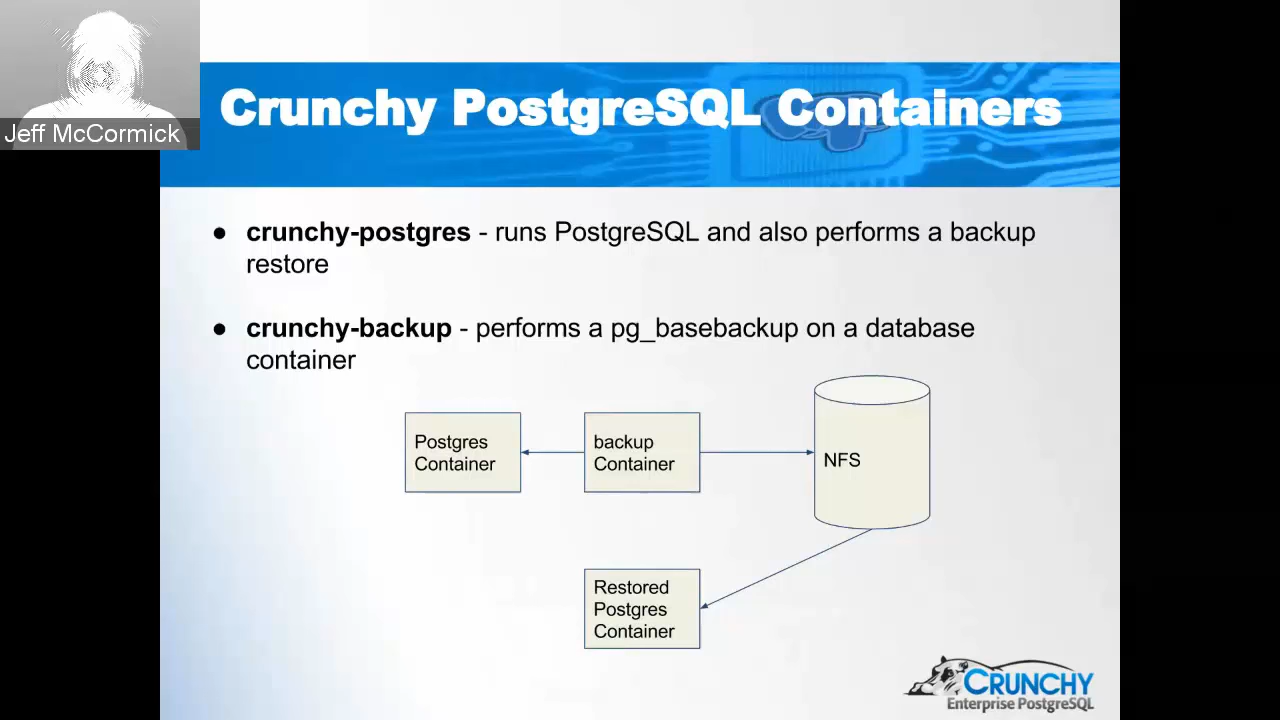 Jeff McCormick
Crunchy PostgreSQL Containers
● crunchy-postgres - runs PostgreSQL and also performs a backup
restore
● crunchy-backup - performs a pg_basebackup on a database
container
Postgres
Container
backup
Container
NFS
Restored
Postgres
Container
CRUNCHY
Enterprise PostgreSQL